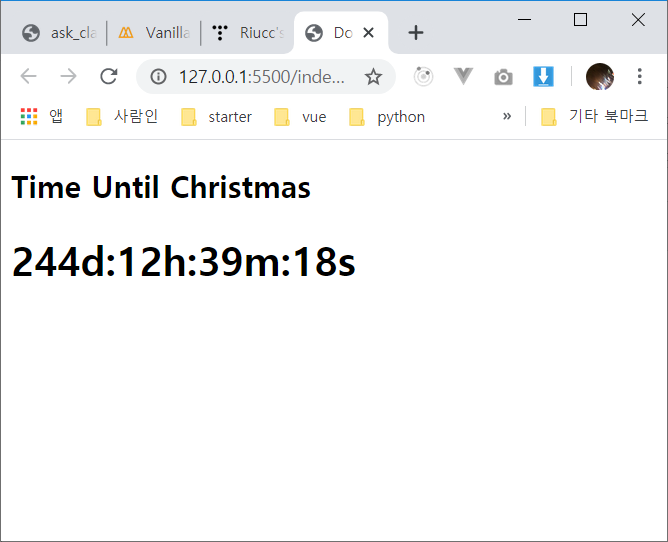 ask_cla
Vanilla
Riucc's
Do
127.0.0.1:5500/inde...
앱
사람인
starter
vue
python
»
기타 북마크
Time Until Christmas
244d:12h:39m:18s